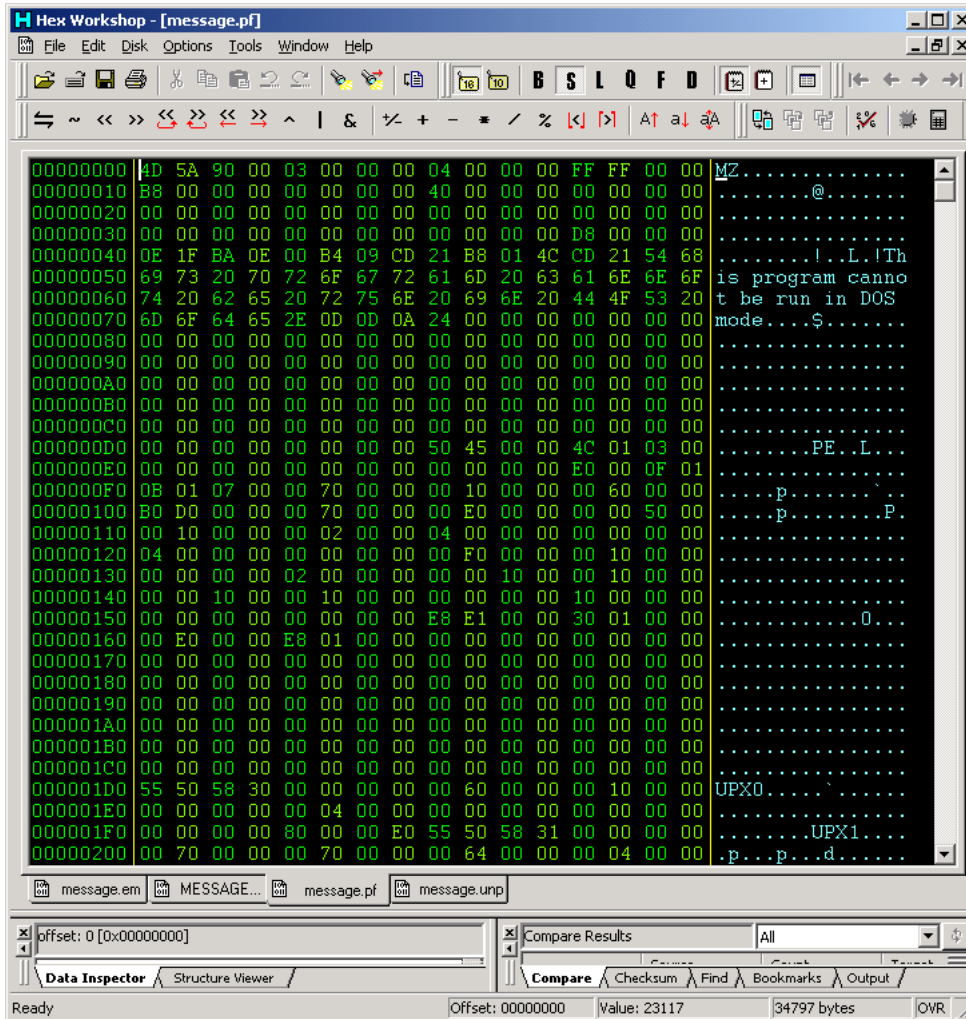 Hex Workshop - [message.pf]
File Edit Disk Options Tools Window Help
16 10 B S L Q F D
~ << >> ^ | & +/- + - * / % A↑ a↓
00000000 4D 5A 90 00 03 00 00 00 04 00 00 00 FF FF 00 00 MZ..............
00000010 B8 00 00 00 00 00 00 00 40 00 00 00 00 00 00 00 ........@.......
00000020 00 00 00 00 00 00 00 00 00 00 00 00 00 00 00 00 ................
00000030 00 00 00 00 00 00 00 00 00 00 00 00 D8 00 00 00 ................
00000040 0E 1F BA 0E 00 B4 09 CD 21 B8 01 4C CD 21 54 68 ........!..L.!Th
00000050 69 73 20 70 72 6F 67 72 61 6D 20 63 61 6E 6E 6F is program canno
00000060 74 20 62 65 20 72 75 6E 20 69 6E 20 44 4F 53 20 t be run in DOS
00000070 6D 6F 64 65 2E 0D 0D 0A 24 00 00 00 00 00 00 00 mode....$.......
00000080 00 00 00 00 00 00 00 00 00 00 00 00 00 00 00 00 ................
00000090 00 00 00 00 00 00 00 00 00 00 00 00 00 00 00 00 ................
000000A0 00 00 00 00 00 00 00 00 00 00 00 00 00 00 00 00 ................
000000B0 00 00 00 00 00 00 00 00 00 00 00 00 00 00 00 00 ................
000000C0 00 00 00 00 00 00 00 00 00 00 00 00 00 00 00 00 ................
000000D0 00 00 00 00 00 00 00 00 50 45 00 00 4C 01 03 00 ........PE..L...
000000E0 00 00 00 00 00 00 00 00 00 00 00 00 E0 00 0F 01 ................
000000F0 0B 01 07 00 00 70 00 00 00 10 00 00 00 60 00 00 .....p.......`..
00000100 B0 D0 00 00 00 70 00 00 00 E0 00 00 00 00 50 00 .....p........P.
00000110 00 10 00 00 00 02 00 00 04 00 00 00 00 00 00 00 ................
00000120 04 00 00 00 00 00 00 00 00 F0 00 00 00 10 00 00 ................
00000130 00 00 00 00 02 00 00 00 00 00 10 00 00 10 00 00 ................
00000140 00 00 10 00 00 10 00 00 00 00 00 00 10 00 00 00 ................
00000150 00 00 00 00 00 00 00 00 E8 E1 00 00 30 01 00 00 ............0...
00000160 00 E0 00 00 E8 01 00 00 00 00 00 00 00 00 00 00 ................
00000170 00 00 00 00 00 00 00 00 00 00 00 00 00 00 00 00 ................
00000180 00 00 00 00 00 00 00 00 00 00 00 00 00 00 00 00 ................
00000190 00 00 00 00 00 00 00 00 00 00 00 00 00 00 00 00 ................
000001A0 00 00 00 00 00 00 00 00 00 00 00 00 00 00 00 00 ................
000001B0 00 00 00 00 00 00 00 00 00 00 00 00 00 00 00 00 ................
000001C0 00 00 00 00 00 00 00 00 00 00 00 00 00 00 00 00 ................
000001D0 55 50 58 30 00 00 00 00 00 60 00 00 00 10 00 00 UPX0.....`......
000001E0 00 00 00 00 00 04 00 00 00 00 00 00 00 00 00 00 ................
000001F0 00 00 00 00 80 00 00 E0 55 50 58 31 00 00 00 00 ........UPX1....
00000200 00 70 00 00 00 70 00 00 00 64 00 00 00 04 00 00 .p...p...d......
message.em MESSAGE... message.pf message.unp
offset: 0 [0x00000000]
Compare Results All
Data Inspector Structure Viewer
Compare Checksum Find Bookmarks Output
Ready Offset: 00000000 Value: 23117 34797 bytes OVR